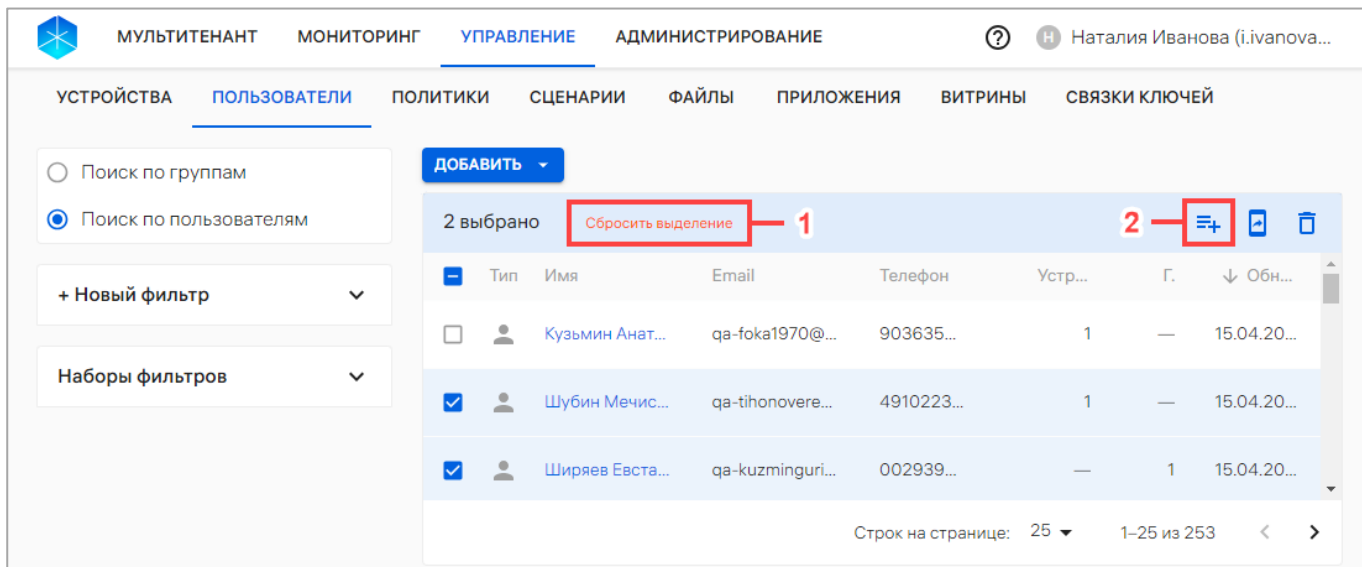 МУЛЬТИТЕНАНТ МОНИТОРИНГ УПРАВЛЕНИЕ АДМИНИСТРИРОВАНИЕ ? Н Наталия Иванова (i.ivanova...
УСТРОЙСТВА ПОЛЬЗОВАТЕЛИ ПОЛИТИКИ СЦЕНАРИИ ФАЙЛЫ ПРИЛОЖЕНИЯ ВИТРИНЫ СВЯЗКИ КЛЮЧЕЙ
Поиск по группам
Поиск по пользователям
+ Новый фильтр
Наборы фильтров
ДОБАВИТЬ
2 выбрано Сбросить выделение 1 2
Тип Имя Email Телефон Устр... Г. Обн...
Кузьмин Анат... qa-foka1970@... 903635... 1 — 15.04.20...
Шубин Мечис... qa-tihonovere... 4910223... 1 — 15.04.20...
Ширяев Евста... qa-kuzminguri... 002939... — 1 15.04.20...
Строк на странице: 25 1–25 из 253